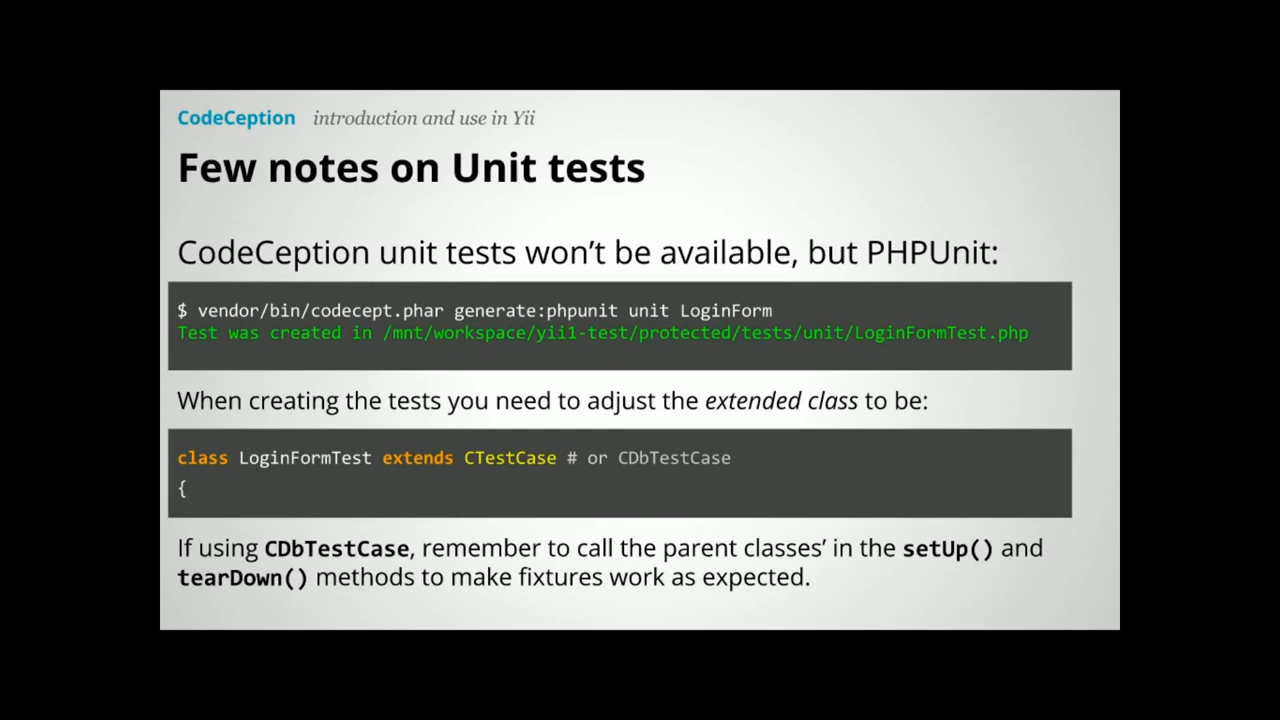 CodeCeption introduction and use in Yii
Few notes on Unit tests
CodeCeption unit tests won't be available, but PHPUnit:
$ vendor/bin/codecept.phar generate:phpunit unit LoginForm
Test was created in /mnt/workspace/yii1-test/protected/tests/unit/LoginFormTest.php
When creating the tests you need to adjust the extended class to be:
class LoginFormTest extends CTestCase # or CDbTestCase
{
If using CDbTestCase, remember to call the parent classes' in the setUp() and
tearDown() methods to make fixtures work as expected.